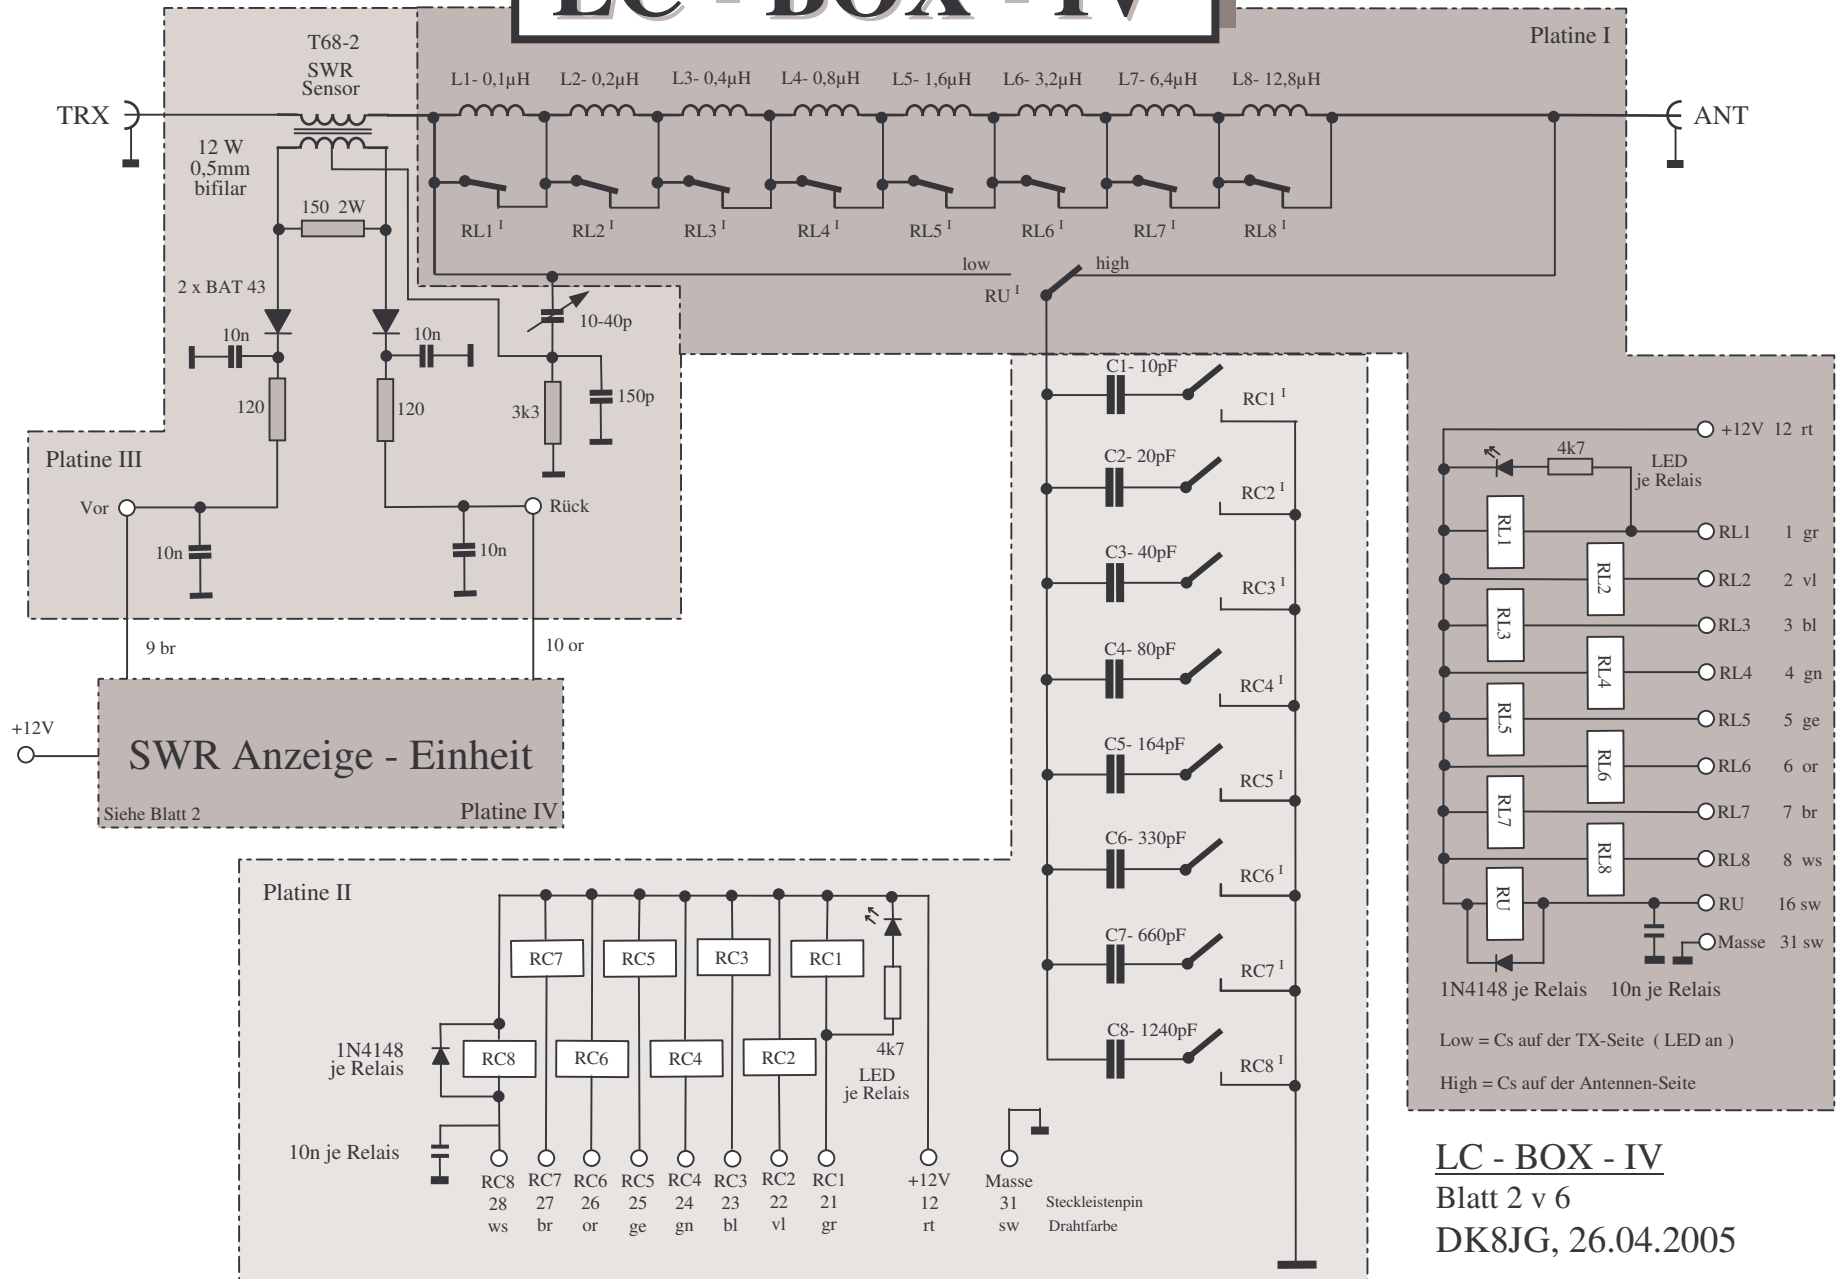 LC - BOX - IV
Platine I
T68-2
SWR
Sensor
L1- 0,1µH
L2- 0,2µH
L3- 0,4µH
L4- 0,8µH
L5- 1,6µH
L6- 3,2µH
L7- 6,4µH
L8- 12,8µH
TRX
ANT
12 W
0,5mm
bifilar
150 2W
RL1 I
RL2 I
RL3 I
RL4 I
RL5 I
RL6 I
RL7 I
RL8 I
low
high
RU I
2 x BAT 43
10n
10n
10-40p
120
120
3k3
150p
Platine III
Vor
Rück
10n
10n
9 br
10 or
+12V
SWR Anzeige - Einheit
Siehe Blatt 2
Platine IV
C1- 10pF
RC1 I
C2- 20pF
RC2 I
C3- 40pF
RC3 I
C4- 80pF
RC4 I
C5- 164pF
RC5 I
C6- 330pF
RC6 I
C7- 660pF
RC7 I
C8- 1240pF
RC8 I
+12V 12 rt
4k7
LED
je Relais
RL1
RL1 1 gr
RL2
RL2 2 vl
RL3
RL3 3 bl
RL4
RL4 4 gn
RL5
RL5 5 ge
RL6
RL6 6 or
RL7
RL7 7 br
RL8
RL8 8 ws
RU
RU 16 sw
Masse 31 sw
1N4148 je Relais
10n je Relais
Low = Cs auf der TX-Seite ( LED an )
High = Cs auf der Antennen-Seite
Platine II
RC7
RC5
RC3
RC1
RC8
RC6
RC4
RC2
1N4148
je Relais
4k7
LED
je Relais
10n je Relais
RC8 RC7 RC6 RC5 RC4 RC3 RC2 RC1 +12V Masse
28 27 26 25 24 23 22 21 12 31 Steckleistenpin
ws br or ge gn bl vl gr rt sw Drahtfarbe
LC - BOX - IV
Blatt 2 v 6
DK8JG, 26.04.2005